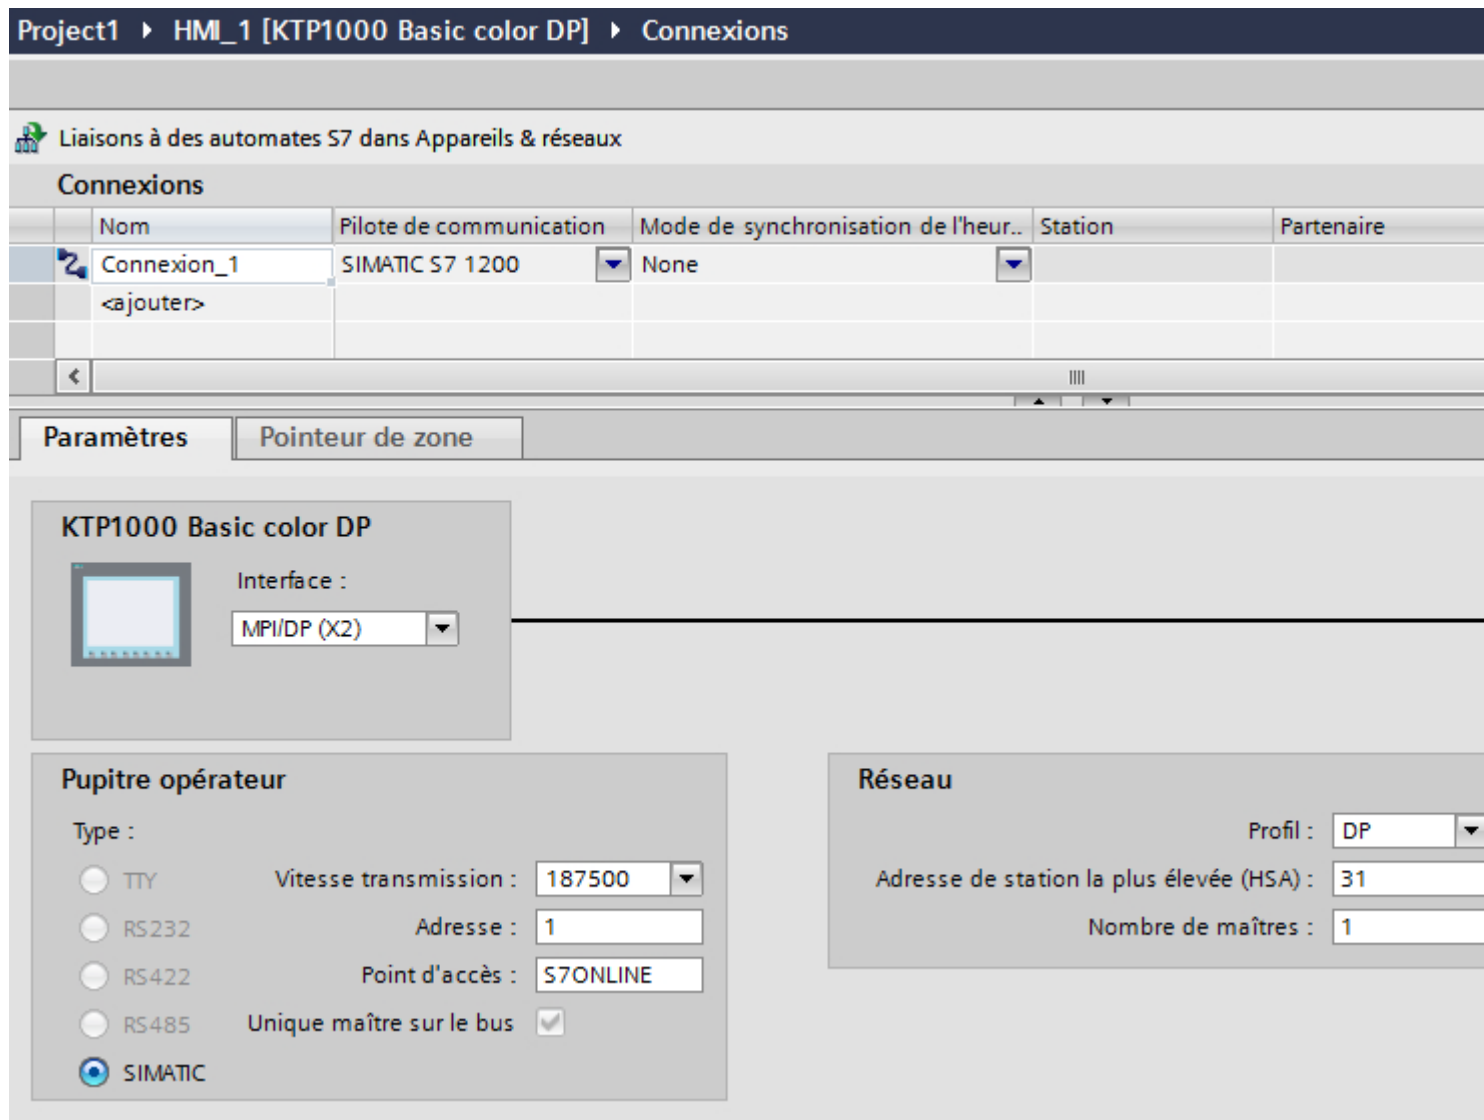 Project1 ▸ HMI_1 [KTP1000 Basic color DP] ▸ Connexions
Liaisons à des automates S7 dans Appareils & réseaux
Connexions
Nom Pilote de communication Mode de synchronisation de l'heur.. Station Partenaire
Connexion_1 SIMATIC S7 1200 None
<ajouter>
Paramètres Pointeur de zone
KTP1000 Basic color DP
Interface :
MPI/DP (X2)
Pupitre opérateur
Type :
TTY Vitesse transmission : 187500
RS232 Adresse : 1
RS422 Point d'accès : S7ONLINE
RS485 Unique maître sur le bus
SIMATIC
Réseau
Profil : DP
Adresse de station la plus élevée (HSA) : 31
Nombre de maîtres : 1